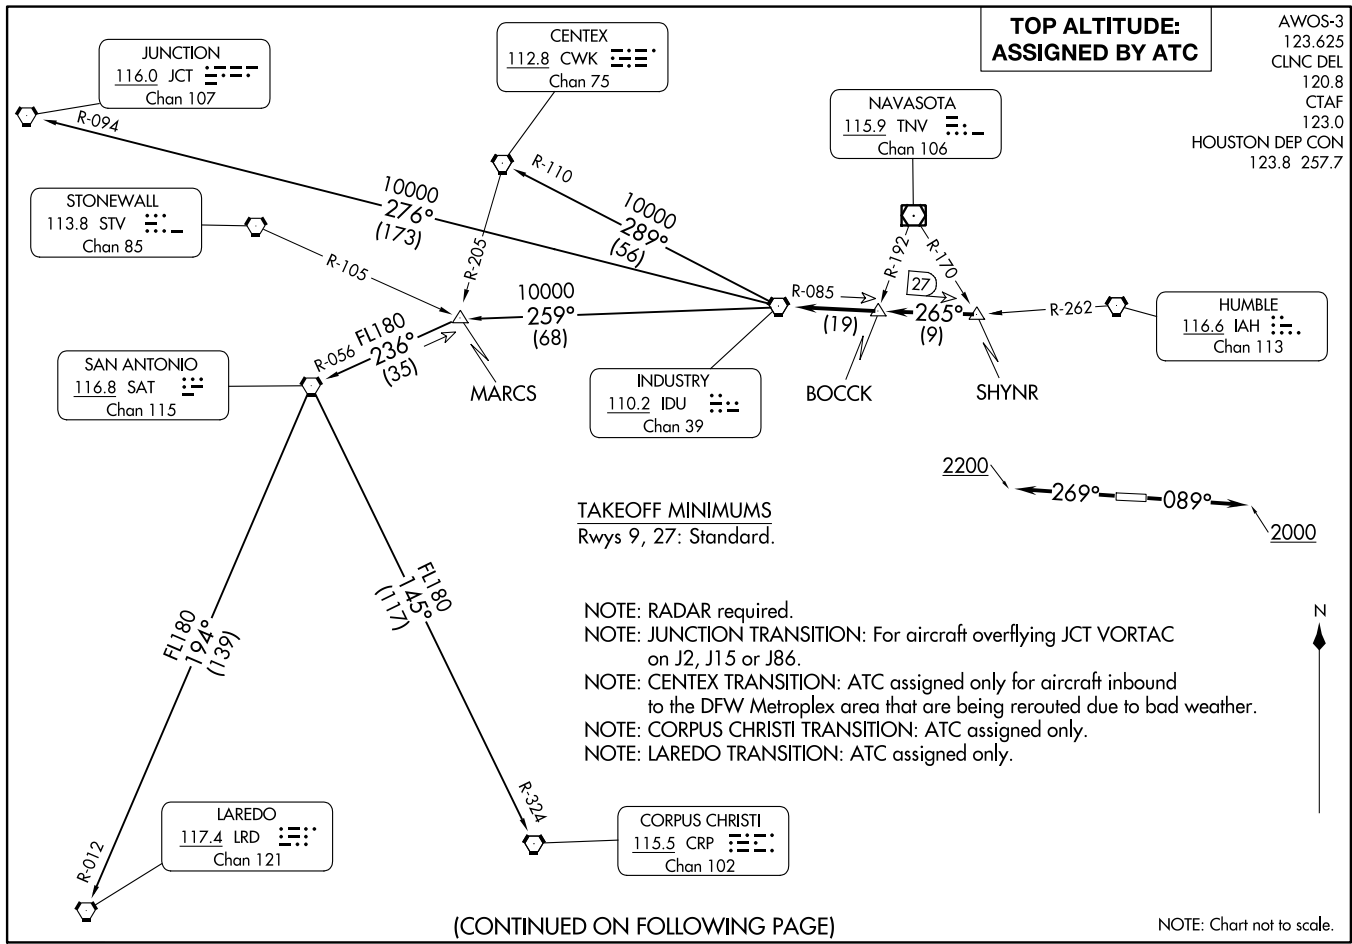 TOP ALTITUDE:
ASSIGNED BY ATC
AWOS-3
123.625
CLNC DEL
120.8
CTAF
123.0
HOUSTON DEP CON
123.8 257.7
JUNCTION
116.0 JCT
Chan 107
CENTEX
112.8 CWK
Chan 75
NAVASOTA
115.9 TNV
Chan 106
STONEWALL
113.8 STV
Chan 85
HUMBLE
116.6 IAH
Chan 113
SAN ANTONIO
116.8 SAT
Chan 115
INDUSTRY
110.2 IDU
Chan 39
R-094
10000
276°
(173)
R-110
10000
289°
(56)
R-205
R-105
10000
259°
(68)
R-085
(19)
R-192
R-170
27
265°
(9)
R-262
R-056
FL180
236°
(35)
MARCS
BOCCK
SHYNR
2200
269°
089°
2000
TAKEOFF MINIMUMS
Rwys 9, 27: Standard.
FL180
194°
(139)
FL180
145°
(117)
NOTE: RADAR required.
NOTE: JUNCTION TRANSITION: For aircraft overflying JCT VORTAC
on J2, J15 or J86.
NOTE: CENTEX TRANSITION: ATC assigned only for aircraft inbound
to the DFW Metroplex area that are being rerouted due to bad weather.
NOTE: CORPUS CHRISTI TRANSITION: ATC assigned only.
NOTE: LAREDO TRANSITION: ATC assigned only.
N
R-012
R-324
LAREDO
117.4 LRD
Chan 121
CORPUS CHRISTI
115.5 CRP
Chan 102
(CONTINUED ON FOLLOWING PAGE)
NOTE: Chart not to scale.